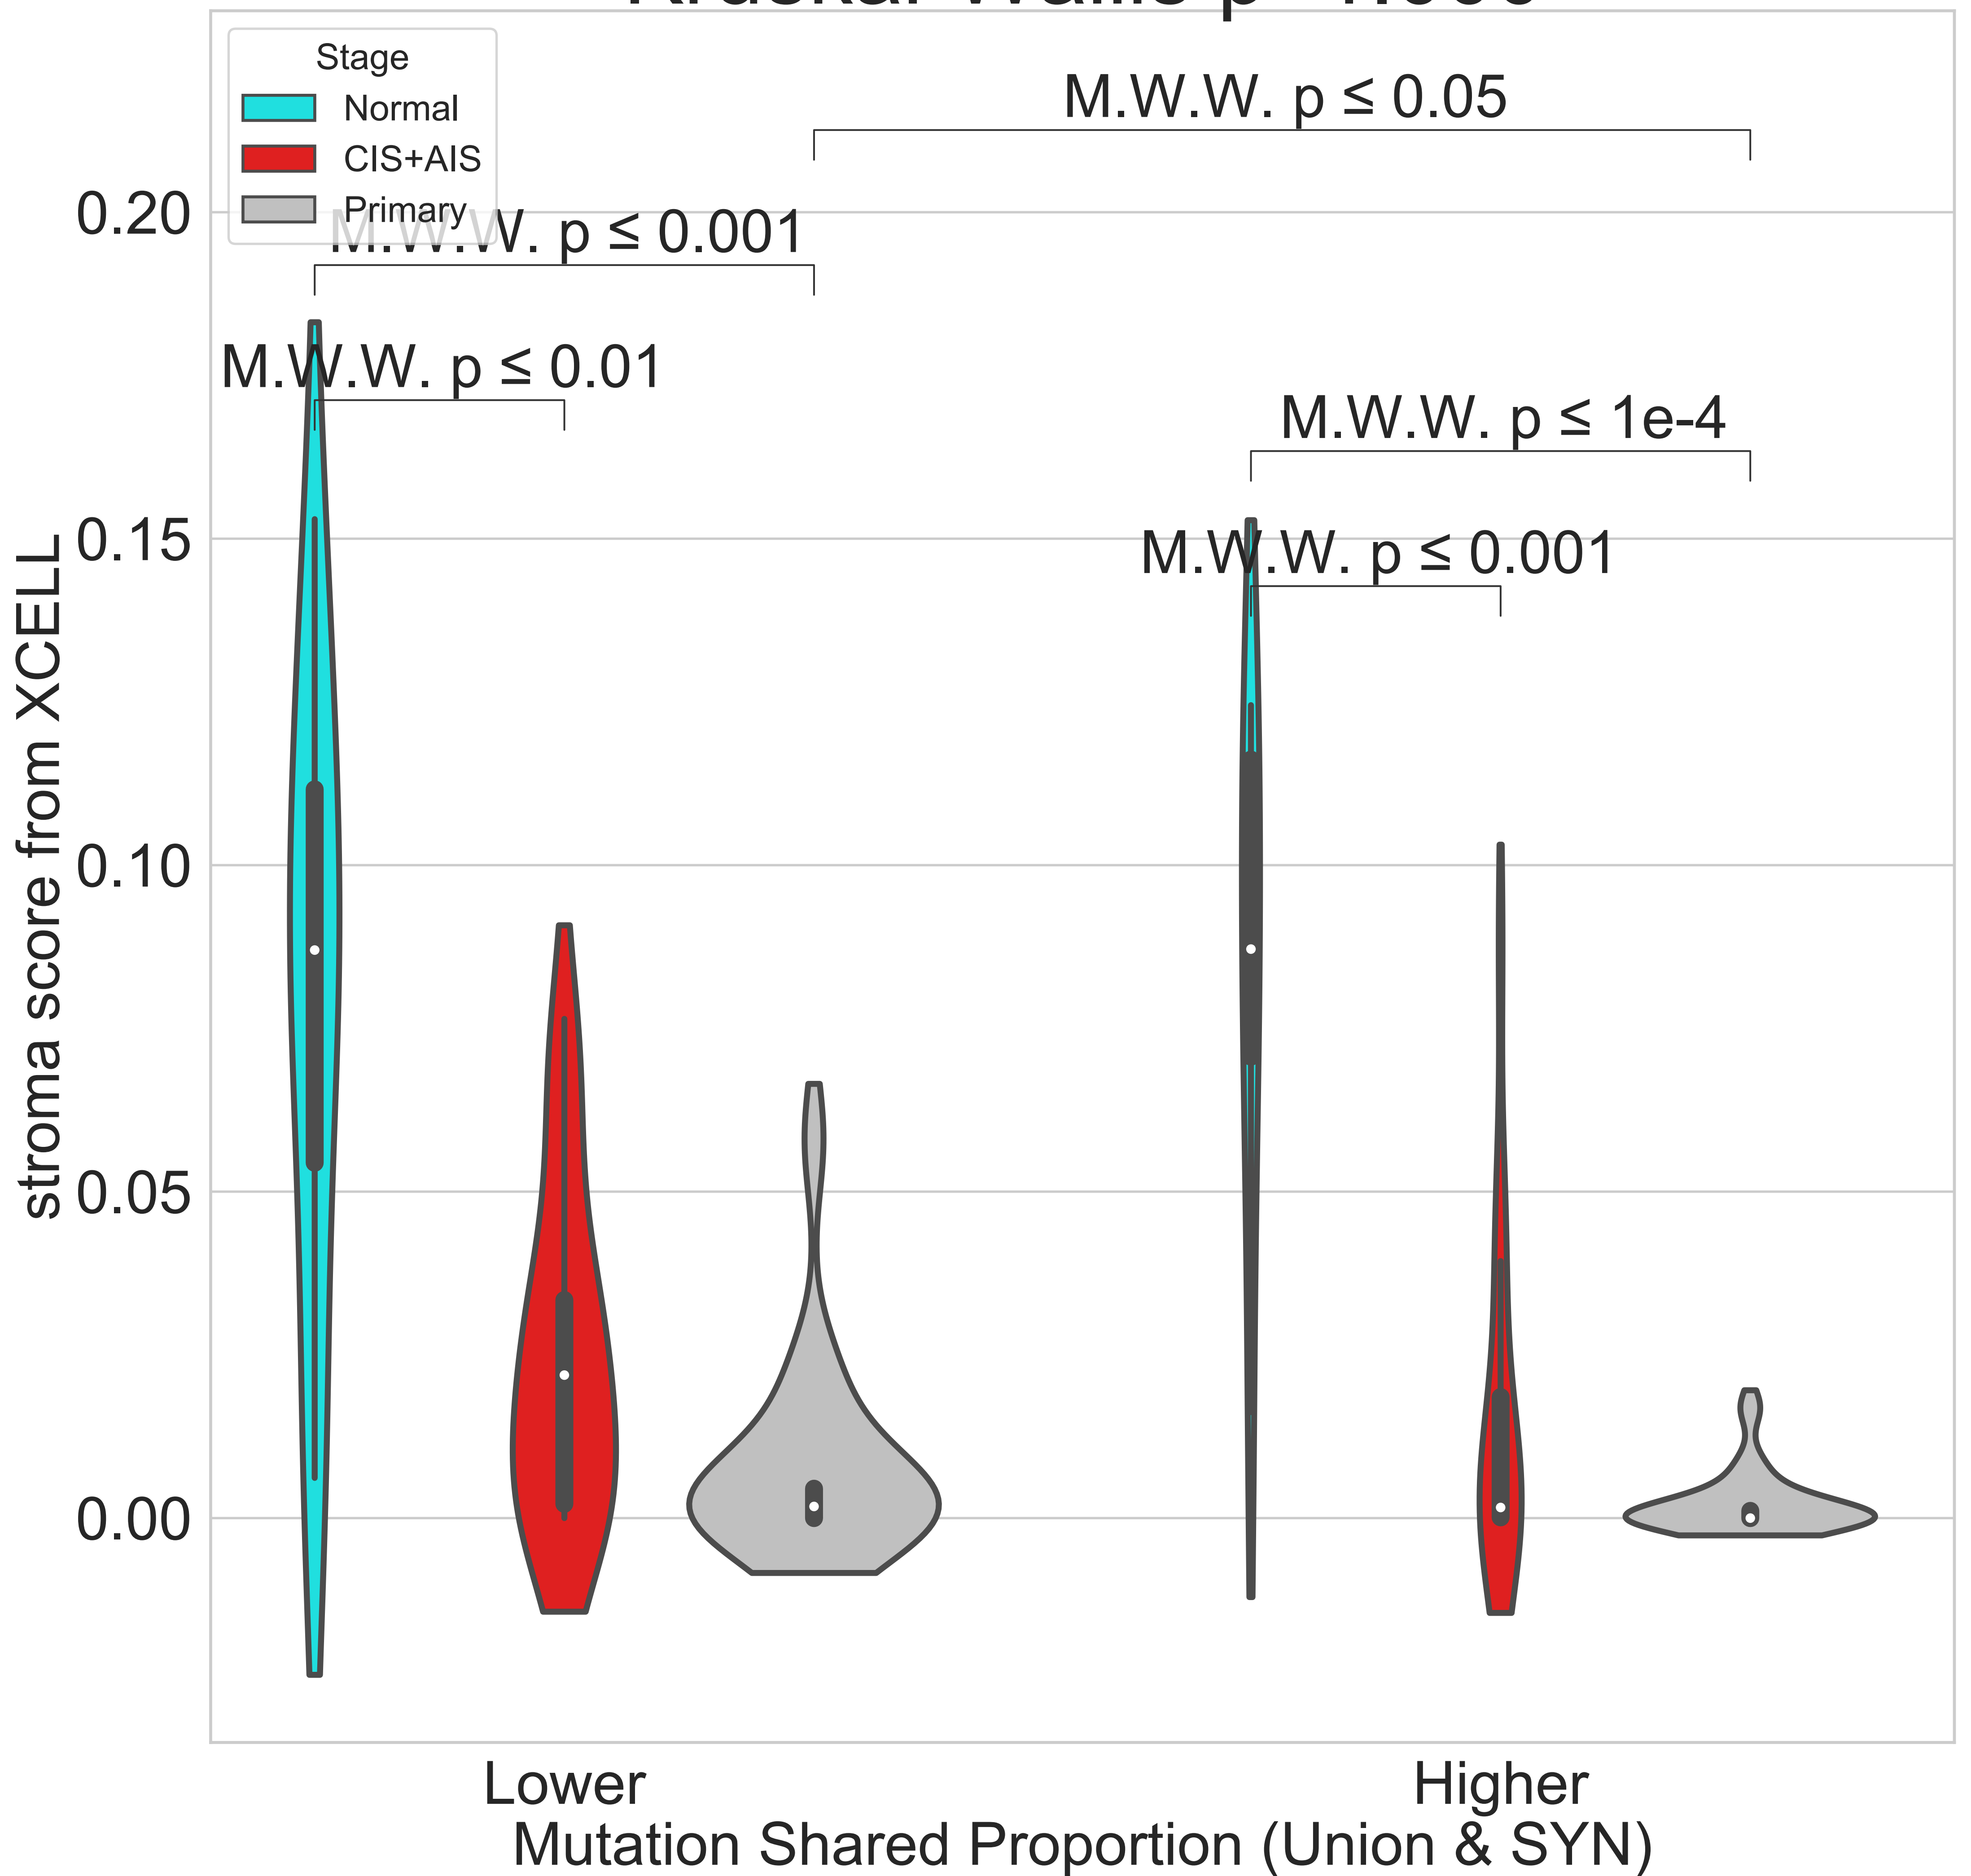 Stage
Normal
CIS+AIS
Primary
M.W.W. p ≤ 0.05
M.W.W. p ≤ 0.001
M.W.W. p ≤ 0.01
M.W.W. p ≤ 1e-4
M.W.W. p ≤ 0.001
stroma score from XCELL
0.20
0.15
0.10
0.05
0.00
Lower
Higher
Mutation Shared Proportion (Union & SYN)